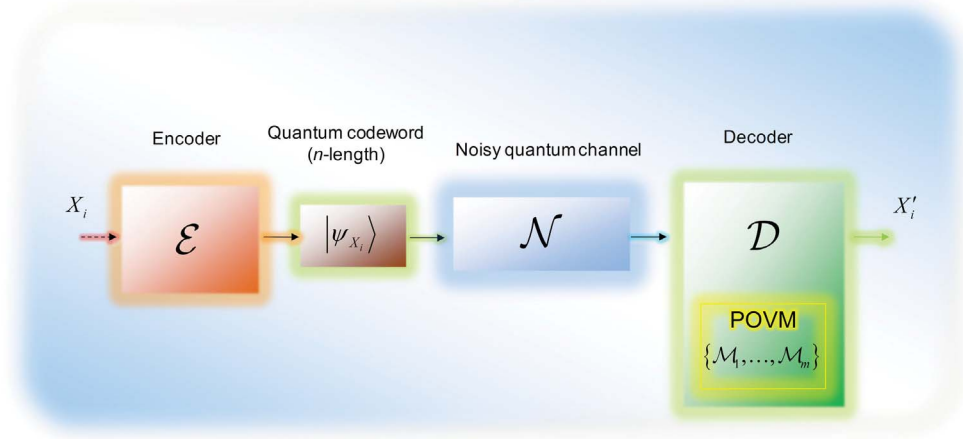 Encoder
Quantum codeword
(n-length)
Noisy quantum channel
Decoder
X_i
ℰ
|ψ_{X_i}⟩
𝒩
𝒟
X′_i
POVM
{ℳ_1,...,ℳ_m}